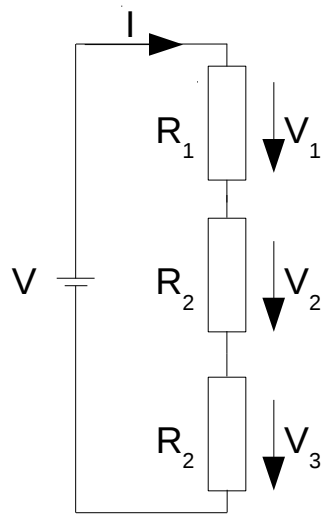 I
R₁ V₁
V R₂ V₂
R₂ V₃